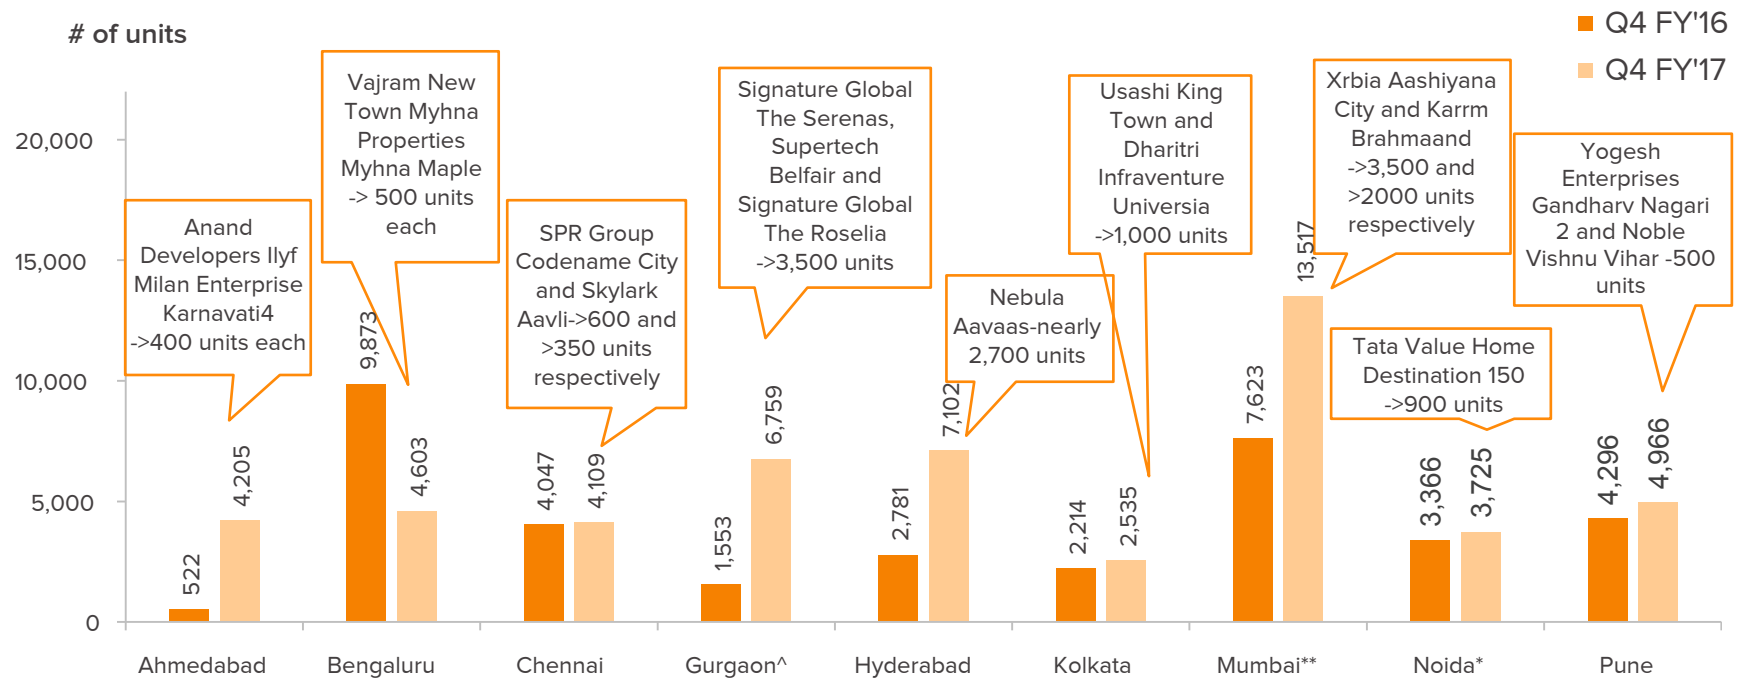 # of units
Q4 FY'16
Q4 FY'17
20,000
15,000
10,000
5,000
0
Anand
Developers Ilyf
Milan Enterprise
Karnavati4
->400 units each
Vajram New
Town Myhna
Properties
Myhna Maple
-> 500 units
each
SPR Group
Codename City
and Skylark
Aavli->600 and
>350 units
respectively
Signature Global
The Serenas,
Supertech
Belfair and
Signature Global
The Roselia
->3,500 units
Nebula
Aavaas-nearly
2,700 units
Usashi King
Town and
Dharitri
Infraventure
Universia
->1,000 units
Xrbia Aashiyana
City and Karrm
Brahmaand
->3,500 and
>2000 units
respectively
Tata Value Home
Destination 150
->900 units
Yogesh
Enterprises
Gandharv Nagari
2 and Noble
Vishnu Vihar -500
units
522
4,205
9,873
4,603
4,047
4,109
1,553
6,759
2,781
7,102
2,214
2,535
7,623
13,517
3,366
3,725
4,296
4,966
Ahmedabad
Bengaluru
Chennai
Gurgaon^
Hyderabad
Kolkata
Mumbai**
Noida*
Pune